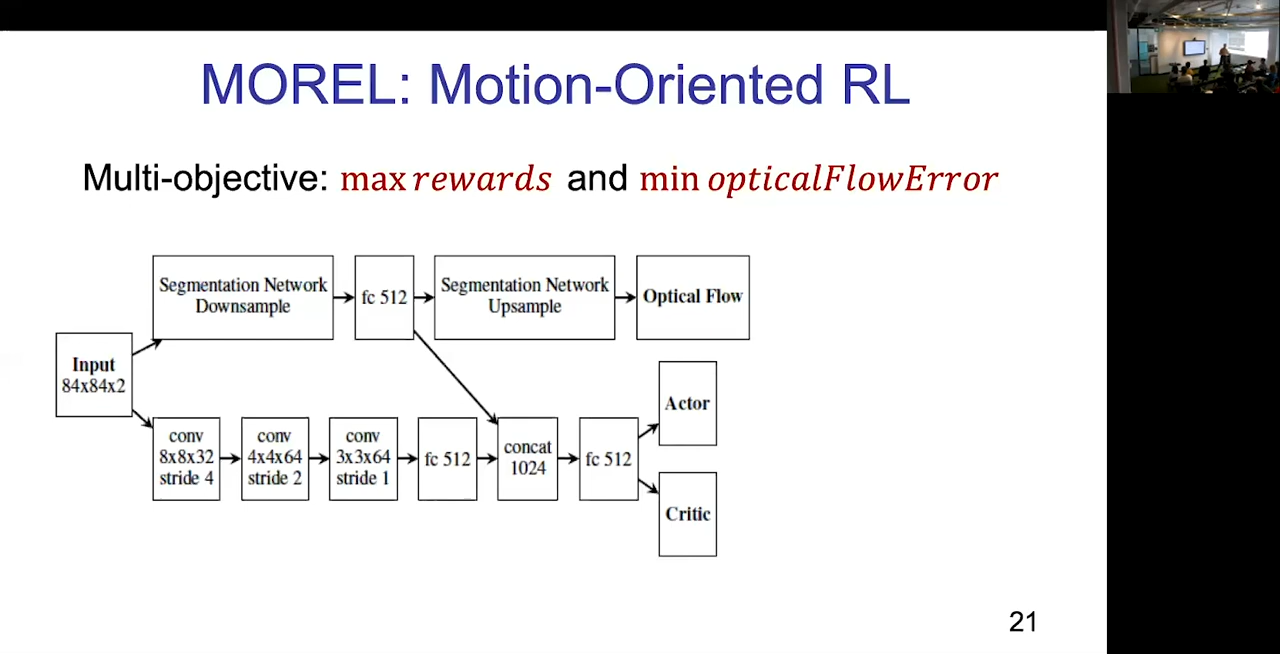 MOREL: Motion-Oriented RL
Multi-objective: max rewards and min opticalFlowError
Segmentation Network
Downsample
fc 512
Segmentation Network
Upsample
Optical Flow
Input
84x84x2
conv
8x8x32
stride 4
conv
4x4x64
stride 2
conv
3x3x64
stride 1
fc 512
concat
1024
fc 512
Actor
Critic
21